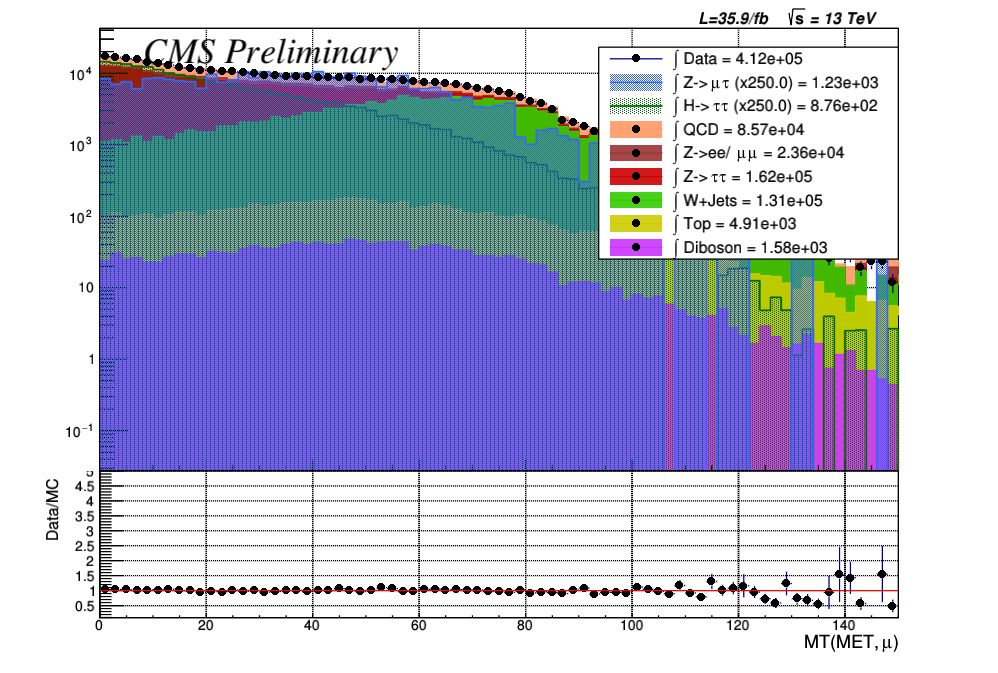 L=35.9/fb √s = 13 TeV
CMS Preliminary
∫ Data = 4.12e+05
∫ Z->μτ (x250.0) = 1.23e+03
∫ H->ττ (x250.0) = 8.76e+02
∫ QCD = 8.57e+04
∫ Z->ee/ μμ = 2.36e+04
∫ Z->ττ = 1.62e+05
∫ W+Jets = 1.31e+05
∫ Top = 4.91e+03
∫ Diboson = 1.58e+03
10⁴
10³
10²
10
1
10⁻¹
Data/MC
5
4.5
4
3.5
3
2.5
2
1.5
1
0.5
0 20 40 60 80 100 120 140
MT(MET, μ)